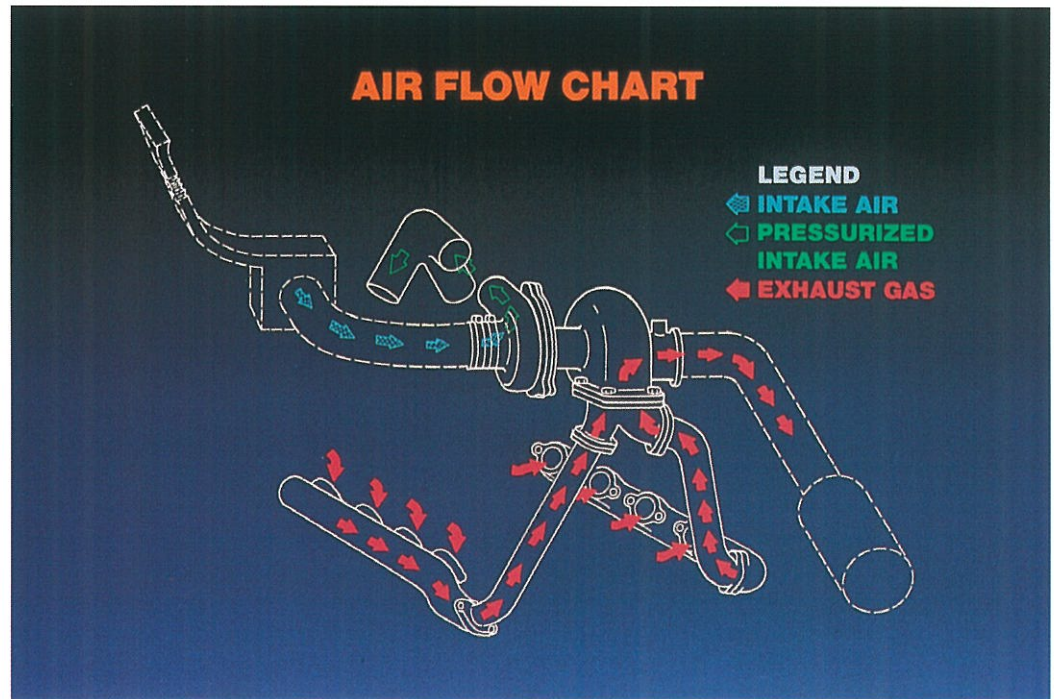 AIR FLOW CHART
LEGEND
INTAKE AIR
PRESSURIZED
INTAKE AIR
EXHAUST GAS